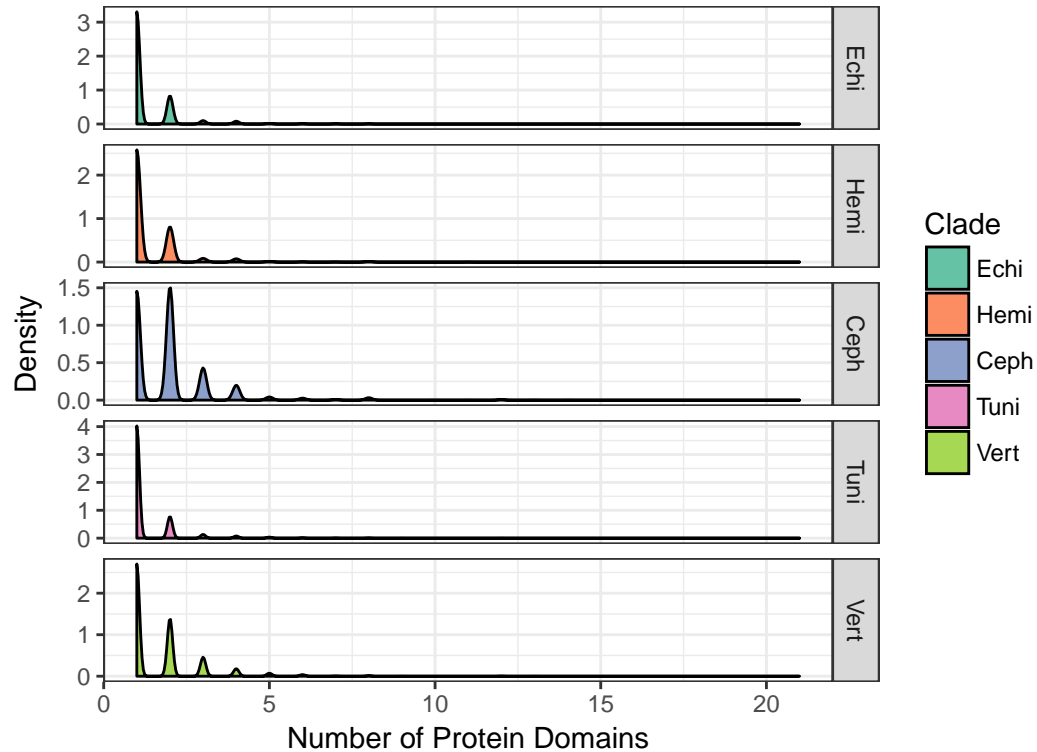 3
2
1
0
Echi
2
1
0
Hemi
1.5
1.0
0.5
0.0
Ceph
4
3
2
1
0
Tuni
2
1
0
Vert
0 5 10 15 20
Number of Protein Domains
Density
Clade
Echi
Hemi
Ceph
Tuni
Vert